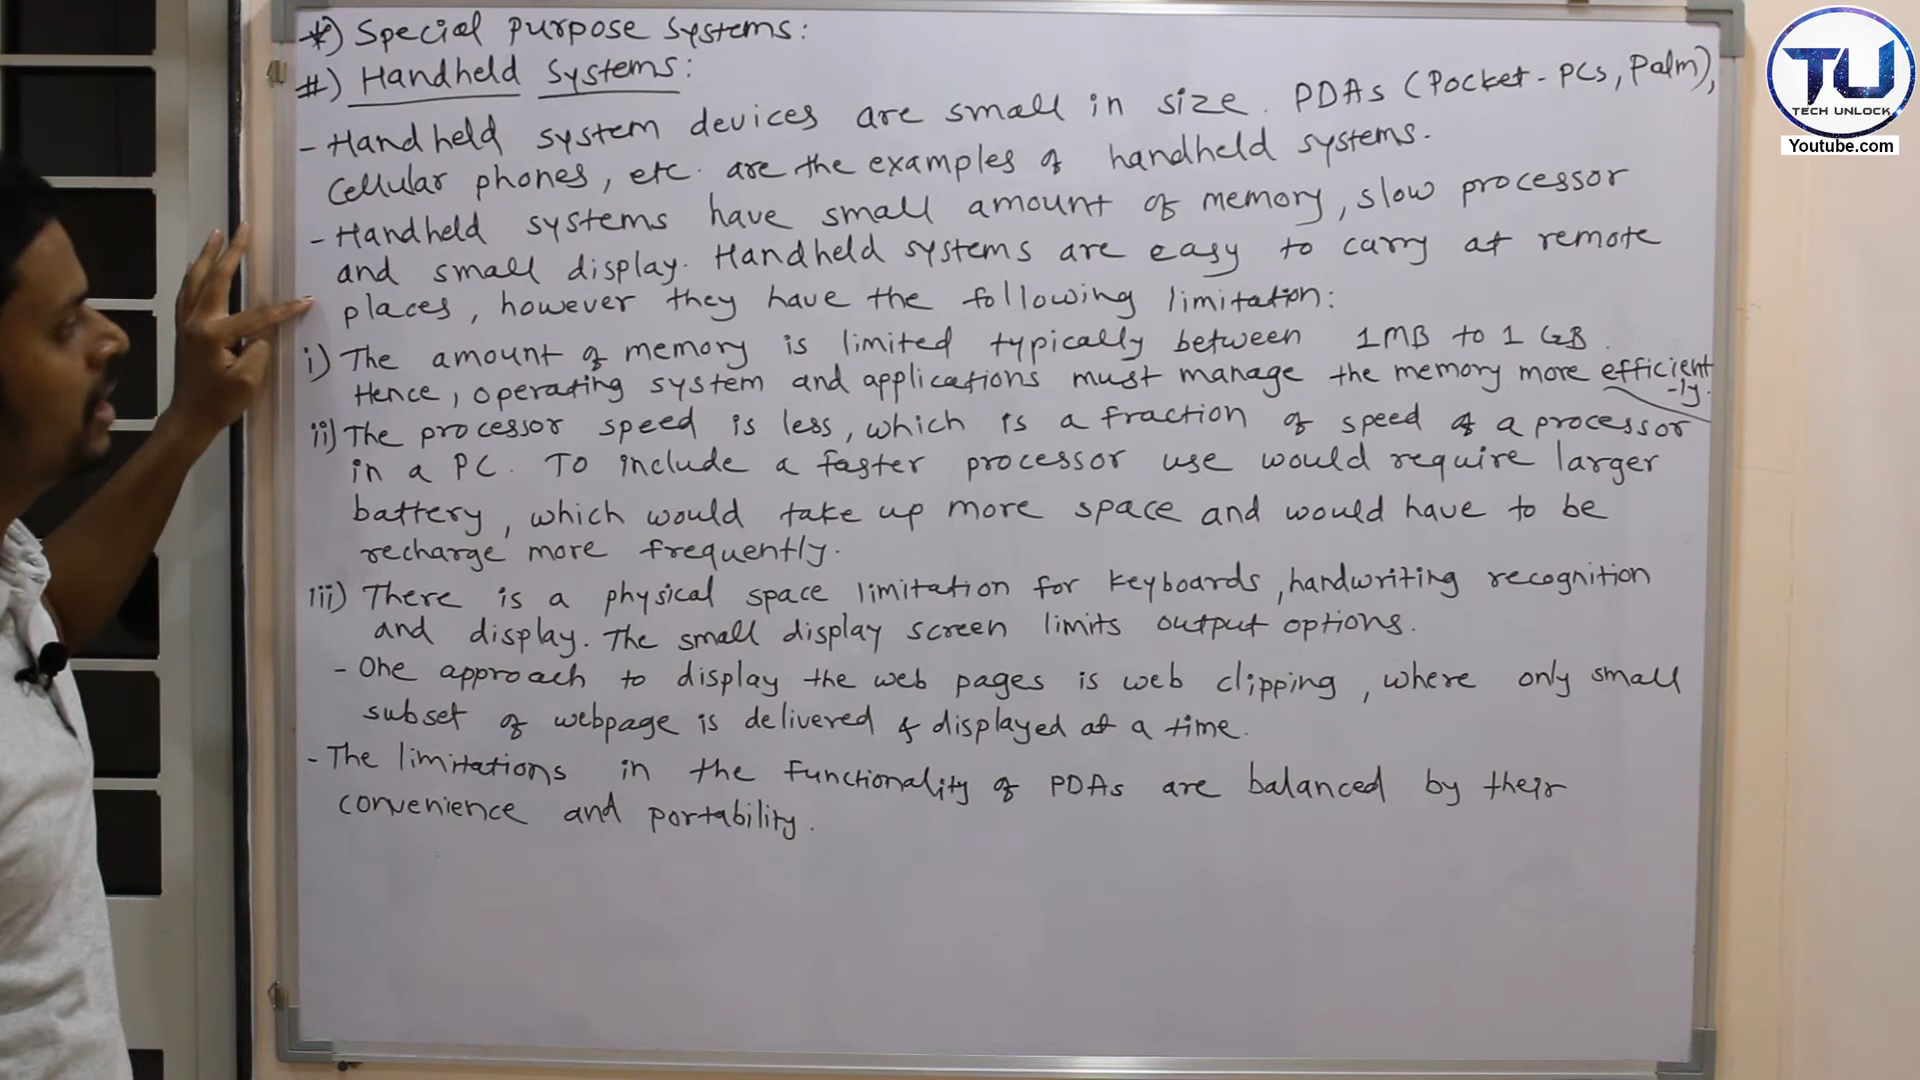 *) Special Purpose Systems:
#) Handheld Systems:
- Handheld system devices are small in size. PDAs (Pocket-PCs, Palm),
cellular phones, etc. are the examples of handheld systems.
- Handheld systems have small amount of memory, slow processor
and small display. Handheld systems are easy to carry at remote
places, however they have the following limitation:
i) The amount of memory is limited typically between 1MB to 1 GB.
Hence, operating system and applications must manage the memory more efficient
-ly.
ii) The processor speed is less, which is a fraction of speed of a processor
in a PC. To include a faster processor use would require larger
battery, which would take up more space and would have to be
recharge more frequently.
iii) There is a physical space limitation for keyboards, handwriting recognition
and display. The small display screen limits output options.
- One approach to display the web pages is web clipping, where only small
subset of webpage is delivered & displayed at a time.
- The limitations in the functionality of PDAs are balanced by their
convenience and portability.
TU
TECH UNLOCK
Youtube.com